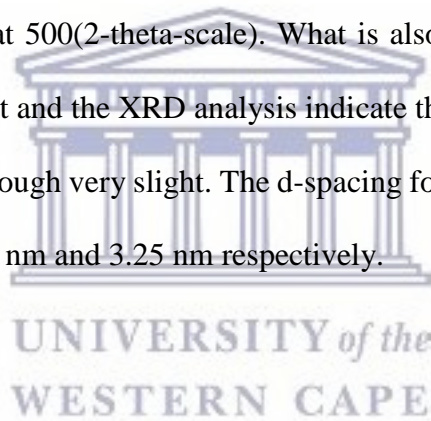 at 500(2-theta-scale). What is also
t and the XRD analysis indicate th
ough very slight. The d-spacing fo
nm and 3.25 nm respectively.
UNIVERSITY of the
WESTERN CAPE